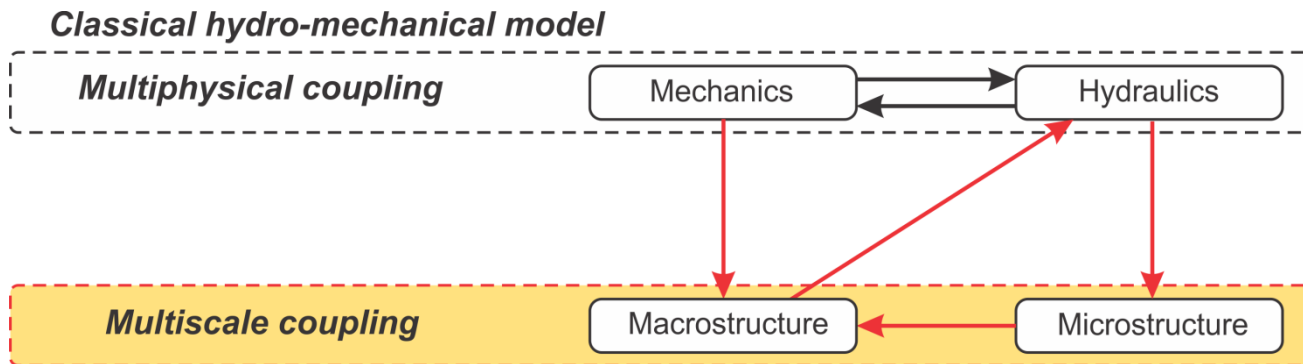 Classical hydro-mechanical model
Multiphysical coupling
Mechanics
Hydraulics
Multiscale coupling
Macrostructure
Microstructure